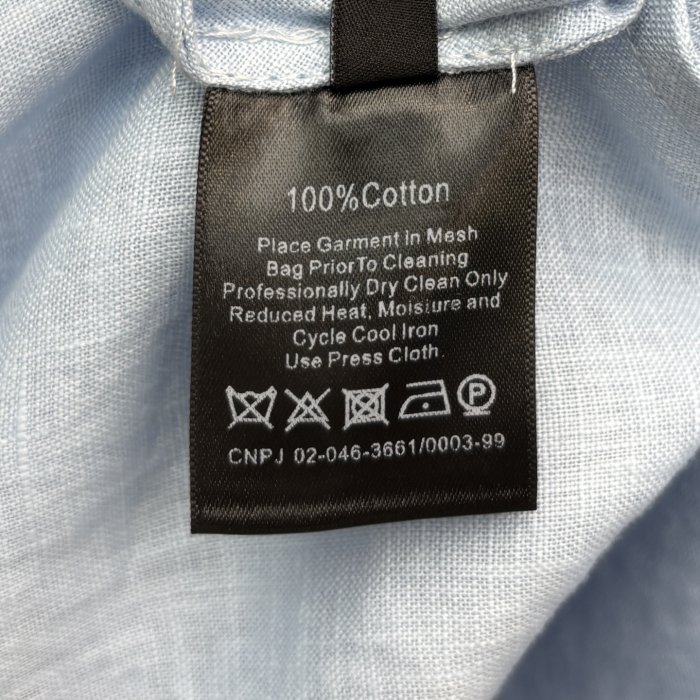 100%Cotton
Place Garment in Mesh
Bag PriorTo Cleaning
Professionally Dry Clean Only
Reduced Heat, Moisture and
Cycle Cool Iron
Use Press Cloth
P
CNPJ 02-046-3661/0003-99